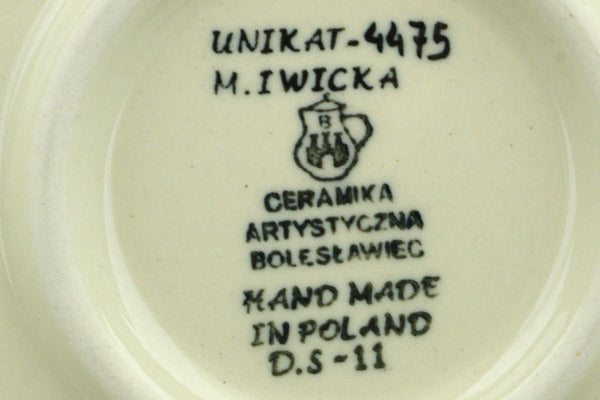 UNIKAT-4475
M. IWICKA
B
CERAMIKA
ARTYSTYCZNA
BOLESŁAWIEC
HAND MADE
IN POLAND
D.S-11